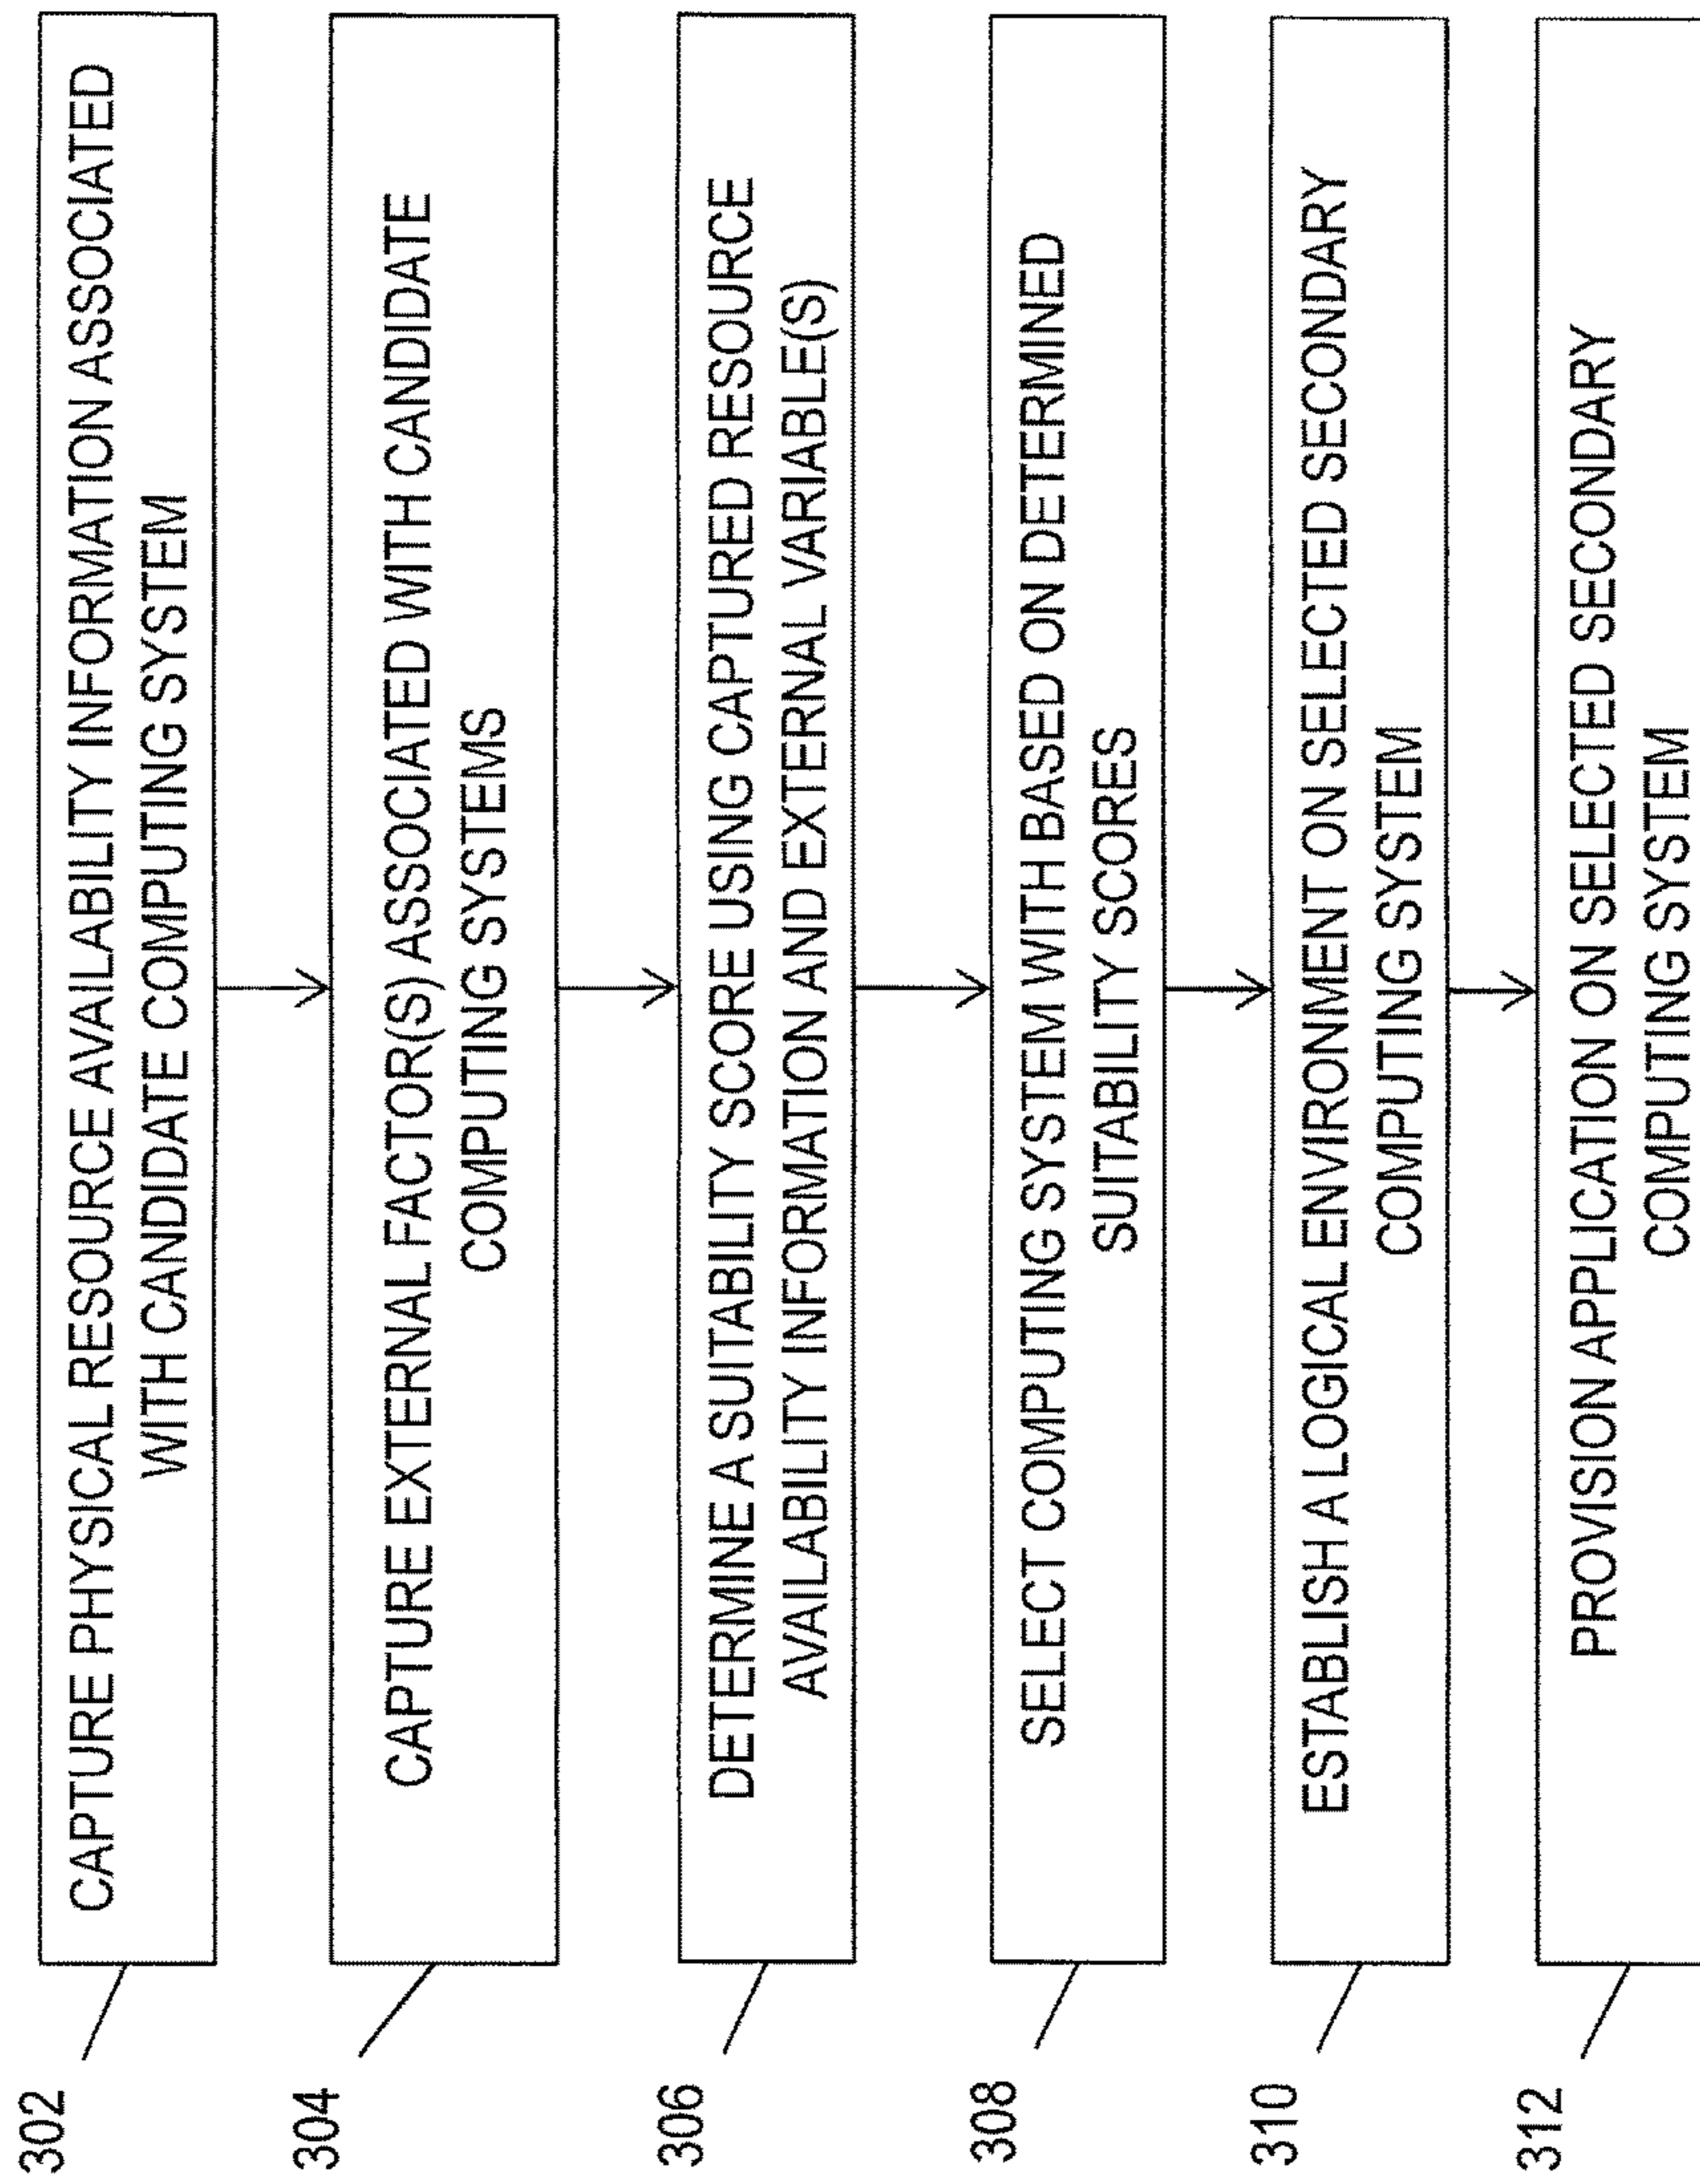 302
CAPTURE PHYSICAL RESOURCE AVAILABILITY INFORMATION ASSOCIATED
WITH CANDIDATE COMPUTING SYSTEM
304
CAPTURE EXTERNAL FACTOR(S) ASSOCIATED WITH CANDIDATE
COMPUTING SYSTEMS
306
DETERMINE A SUITABILITY SCORE USING CAPTURED RESOURCE
AVAILABILITY INFORMATION AND EXTERNAL VARIABLE(S)
308
SELECT COMPUTING SYSTEM WITH BASED ON DETERMINED
SUITABILITY SCORES
310
ESTABLISH A LOGICAL ENVIRONMENT ON SELECTED SECONDARY
COMPUTING SYSTEM
312
PROVISION APPLICATION ON SELECTED SECONDARY
COMPUTING SYSTEM